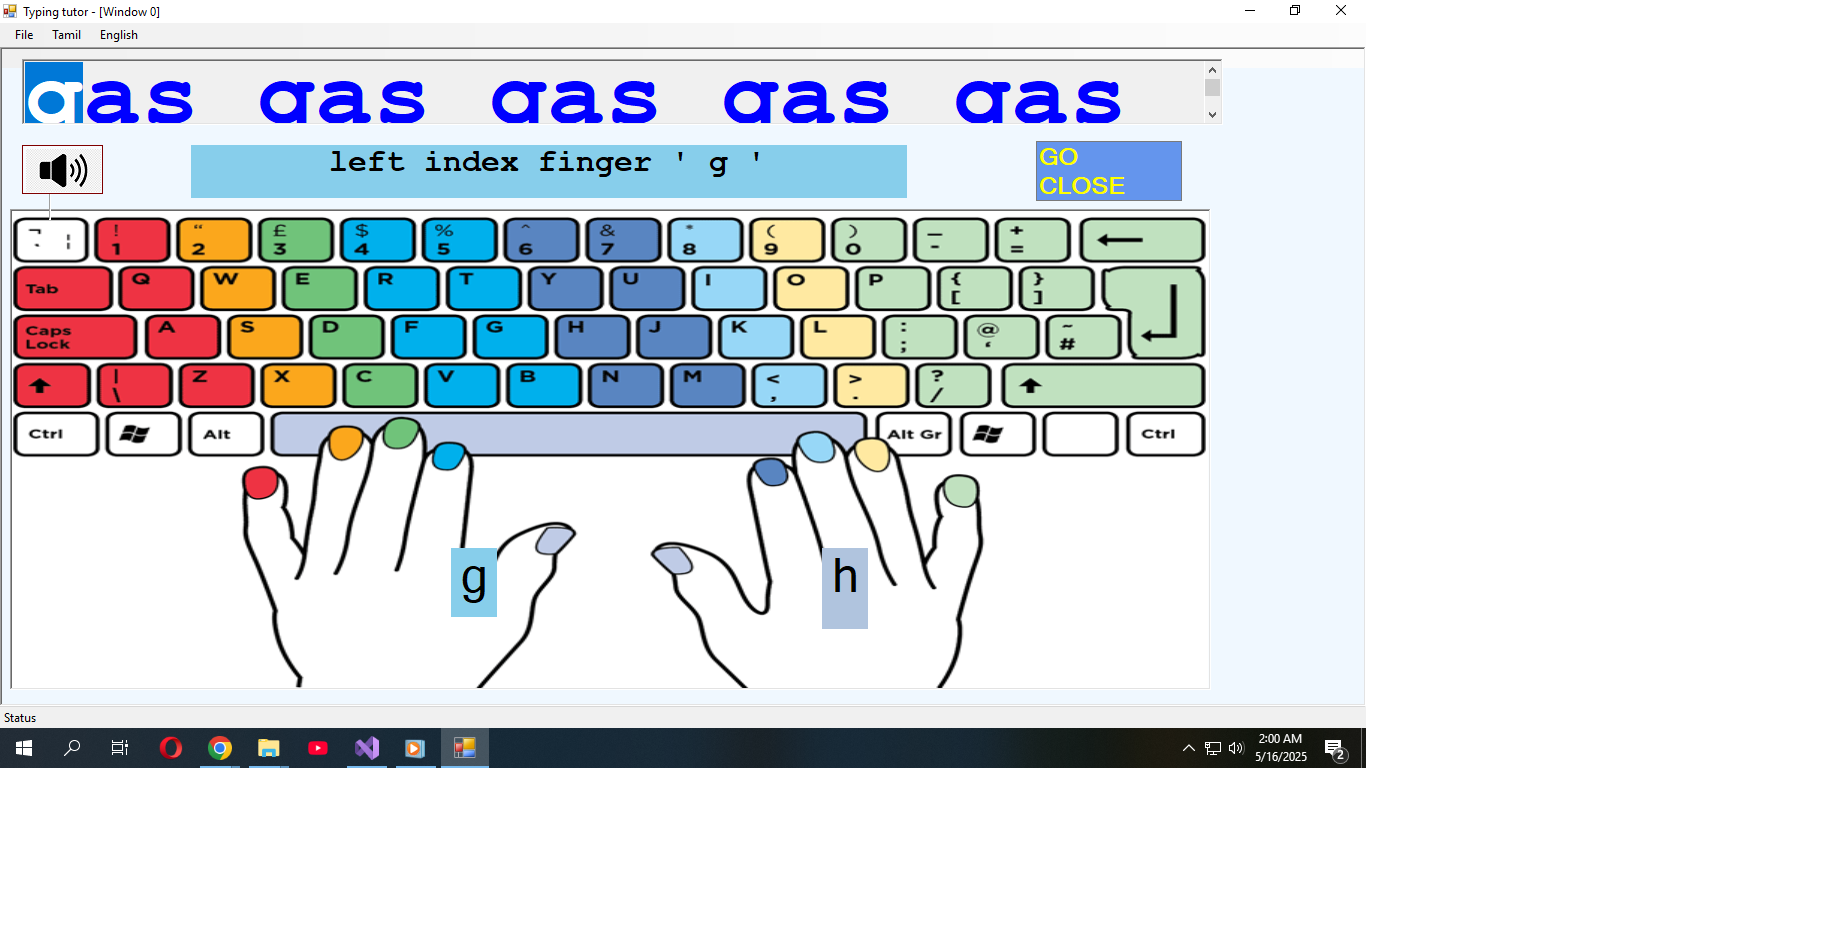 Typing tutor - [Window 0]
File Tamil English
gas gas gas gas gas
left index finger ' g '
GO
CLOSE
¬ ` ¦ ! 1 “ 2 £ 3 $ 4 % 5 ^ 6 & 7 * 8 ( 9 ) 0 _ - + =
Tab Q W E R T Y U I O P { [ } ]
Caps Lock A S D F G H J K L : ; @ ‘ ~ #
| \ Z X C V B N M < , > . ? /
Ctrl Alt Alt Gr Ctrl
g h
Status
2:00 AM
5/16/2025
2